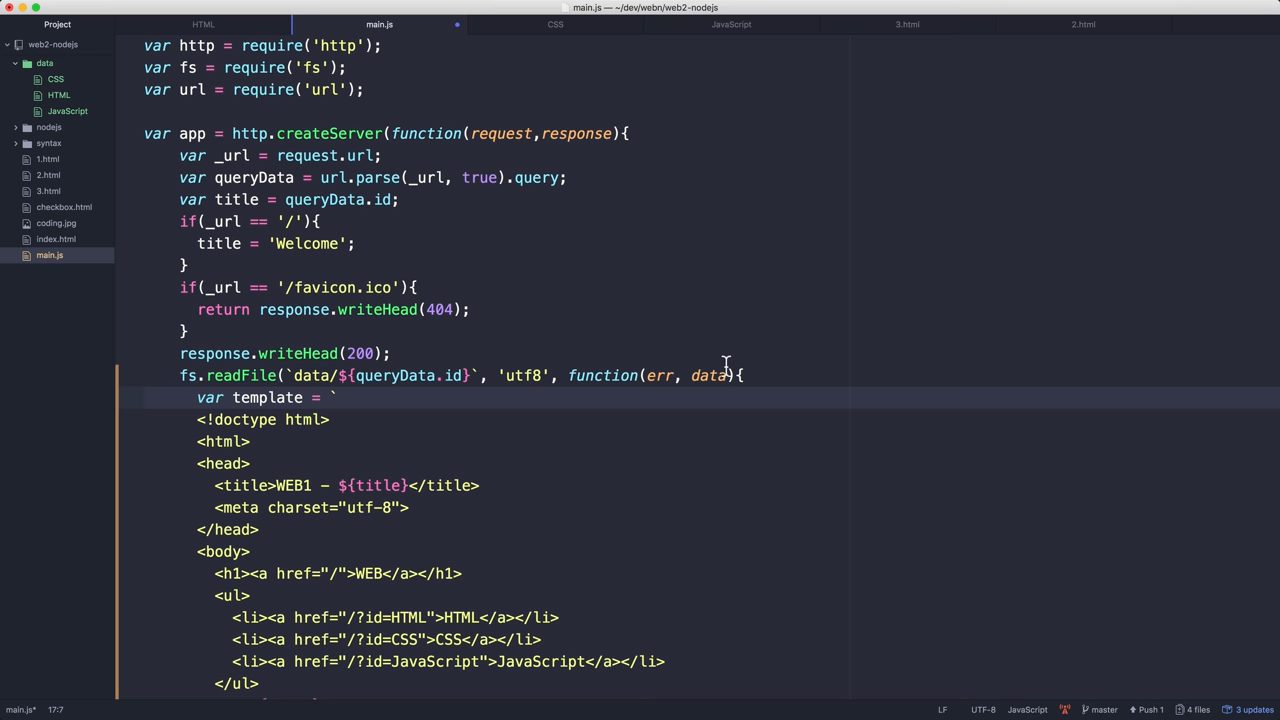 main.js — ~/dev/webn/web2-nodejs
Project
HTML
main.js
CSS
JavaScript
3.html
2.html
web2-nodejs
data
CSS
HTML
JavaScript
nodejs
syntax
1.html
2.html
3.html
checkbox.html
coding.jpg
index.html
main.js
var http = require('http');
var fs = require('fs');
var url = require('url');
var app = http.createServer(function(request,response){
var _url = request.url;
var queryData = url.parse(_url, true).query;
var title = queryData.id;
if(_url == '/'){
title = 'Welcome';
}
if(_url == '/favicon.ico'){
return response.writeHead(404);
}
response.writeHead(200);
fs.readFile(`data/${queryData.id}`, 'utf8', function(err, data){
var template = `
<!doctype html>
<html>
<head>
<title>WEB1 - ${title}</title>
<meta charset="utf-8">
</head>
<body>
<h1><a href="/">WEB</a></h1>
<ul>
<li><a href="/?id=HTML">HTML</a></li>
<li><a href="/?id=CSS">CSS</a></li>
<li><a href="/?id=JavaScript">JavaScript</a></li>
</ul>
main.js* 17:7
LF UTF-8 JavaScript master Push 1 4 files 3 updates